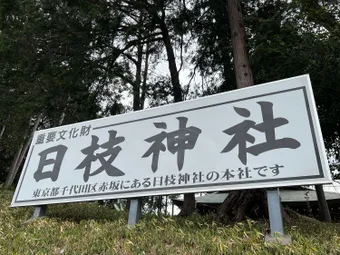 重要文化財
日枝神社
東京都千代田区赤坂にある日枝神社の本社です